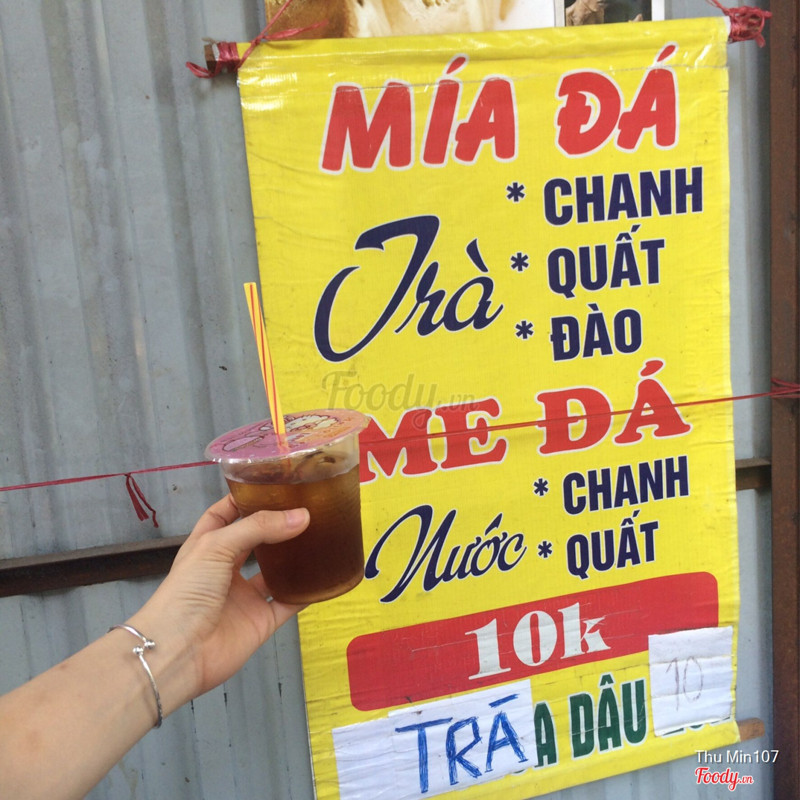 MÍA ĐÁ
Trà
* CHANH
* QUẤT
* ĐÀO
Foody.vn
ME ĐÁ
Nước
* CHANH
* QUẤT
10k
TRÀ A DÂU 10
Thu Min107
Foody.vn